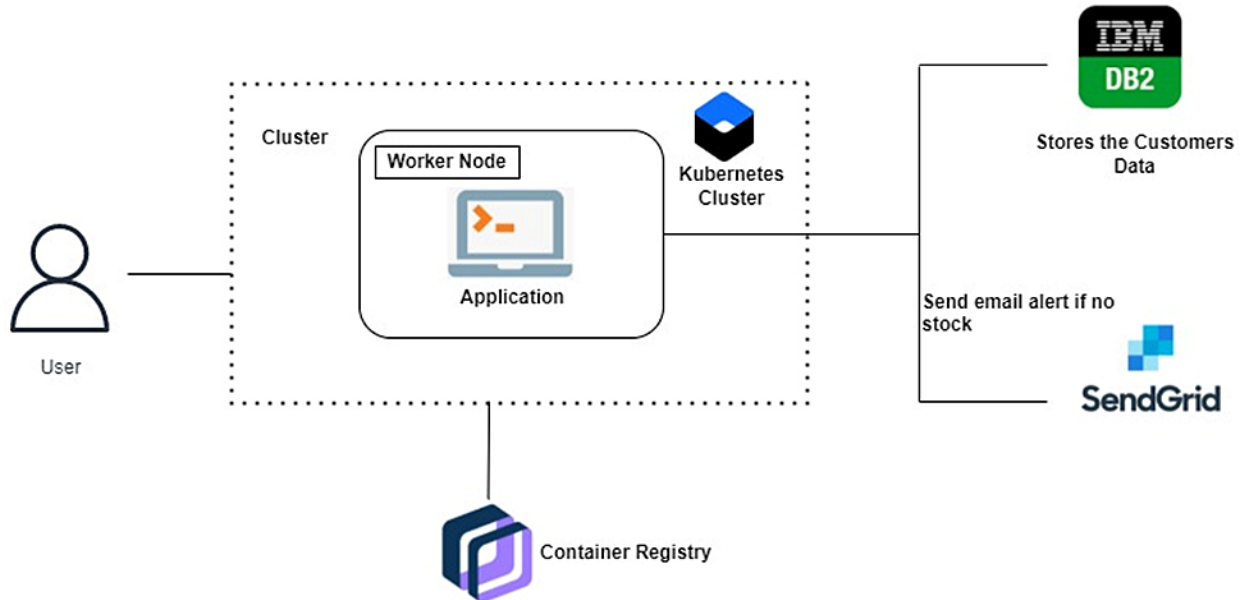 IBM
DB2
Stores the Customers
Data
Cluster
Worker Node
Kubernetes
Cluster
Application
User
Send email alert if no
stock
SendGrid
Container Registry